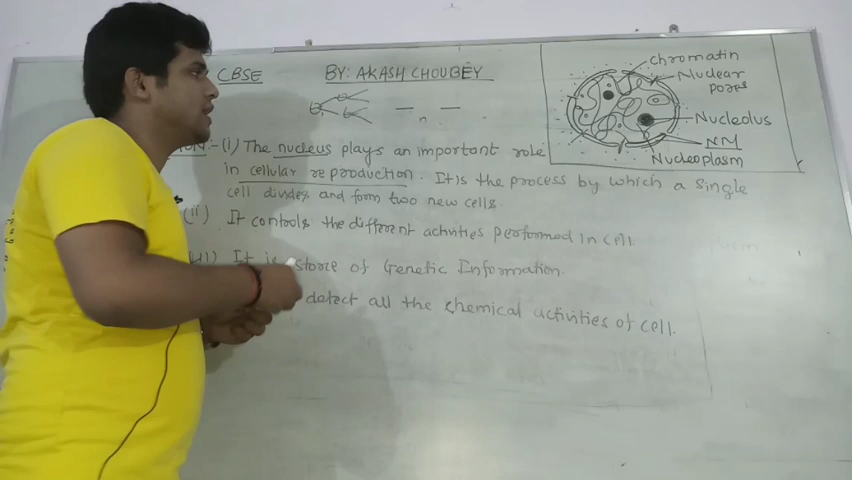 CBSE
BY: AKASH CHOUBEY
n
chromatin
Nuclear
pores
Nucleolus
NM
Nucleoplasm
:- (i) The nucleus plays an important role
in cellular reproduction. It is the process by which a single
cell divides and form two new cells.
(ii) It controls the different activities performed in cell.
It is store of Genetic Information.
detect all the chemical activities of cell.